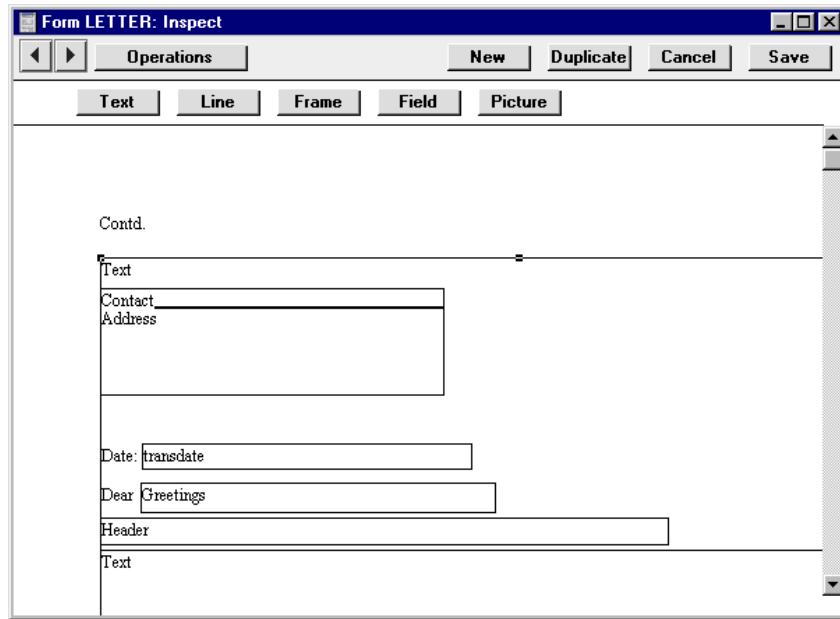 Form LETTER: Inspect
Operations New Duplicate Cancel Save
Text Line Frame Field Picture
Contd.
Text
Contact
Address
Date: transdate
Dear Greetings
Header
Text